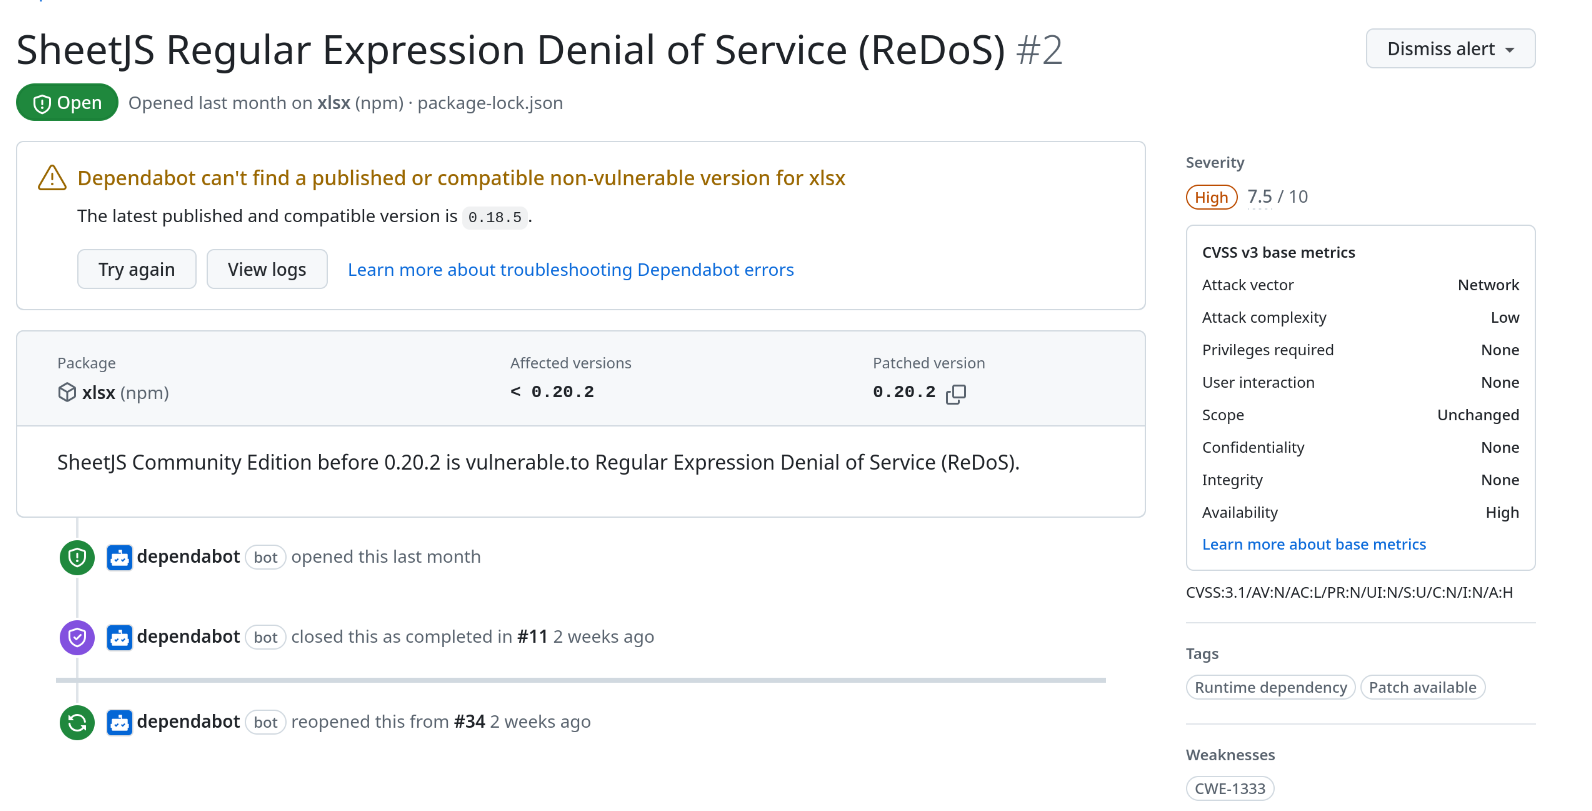 SheetJS Regular Expression Denial of Service (ReDoS) #2
Dismiss alert
Open Opened last month on xlsx (npm) · package-lock.json
Dependabot can't find a published or compatible non-vulnerable version for xlsx
The latest published and compatible version is 0.18.5.
Try again View logs Learn more about troubleshooting Dependabot errors
Package Affected versions Patched version
xlsx (npm) < 0.20.2 0.20.2
SheetJS Community Edition before 0.20.2 is vulnerable.to Regular Expression Denial of Service (ReDoS).
dependabot bot opened this last month
dependabot bot closed this as completed in #11 2 weeks ago
dependabot bot reopened this from #34 2 weeks ago
Severity
High 7.5 / 10
CVSS v3 base metrics
Attack vector Network
Attack complexity Low
Privileges required None
User interaction None
Scope Unchanged
Confidentiality None
Integrity None
Availability High
Learn more about base metrics
CVSS:3.1/AV:N/AC:L/PR:N/UI:N/S:U/C:N/I:N/A:H
Tags
Runtime dependency Patch available
Weaknesses
CWE-1333